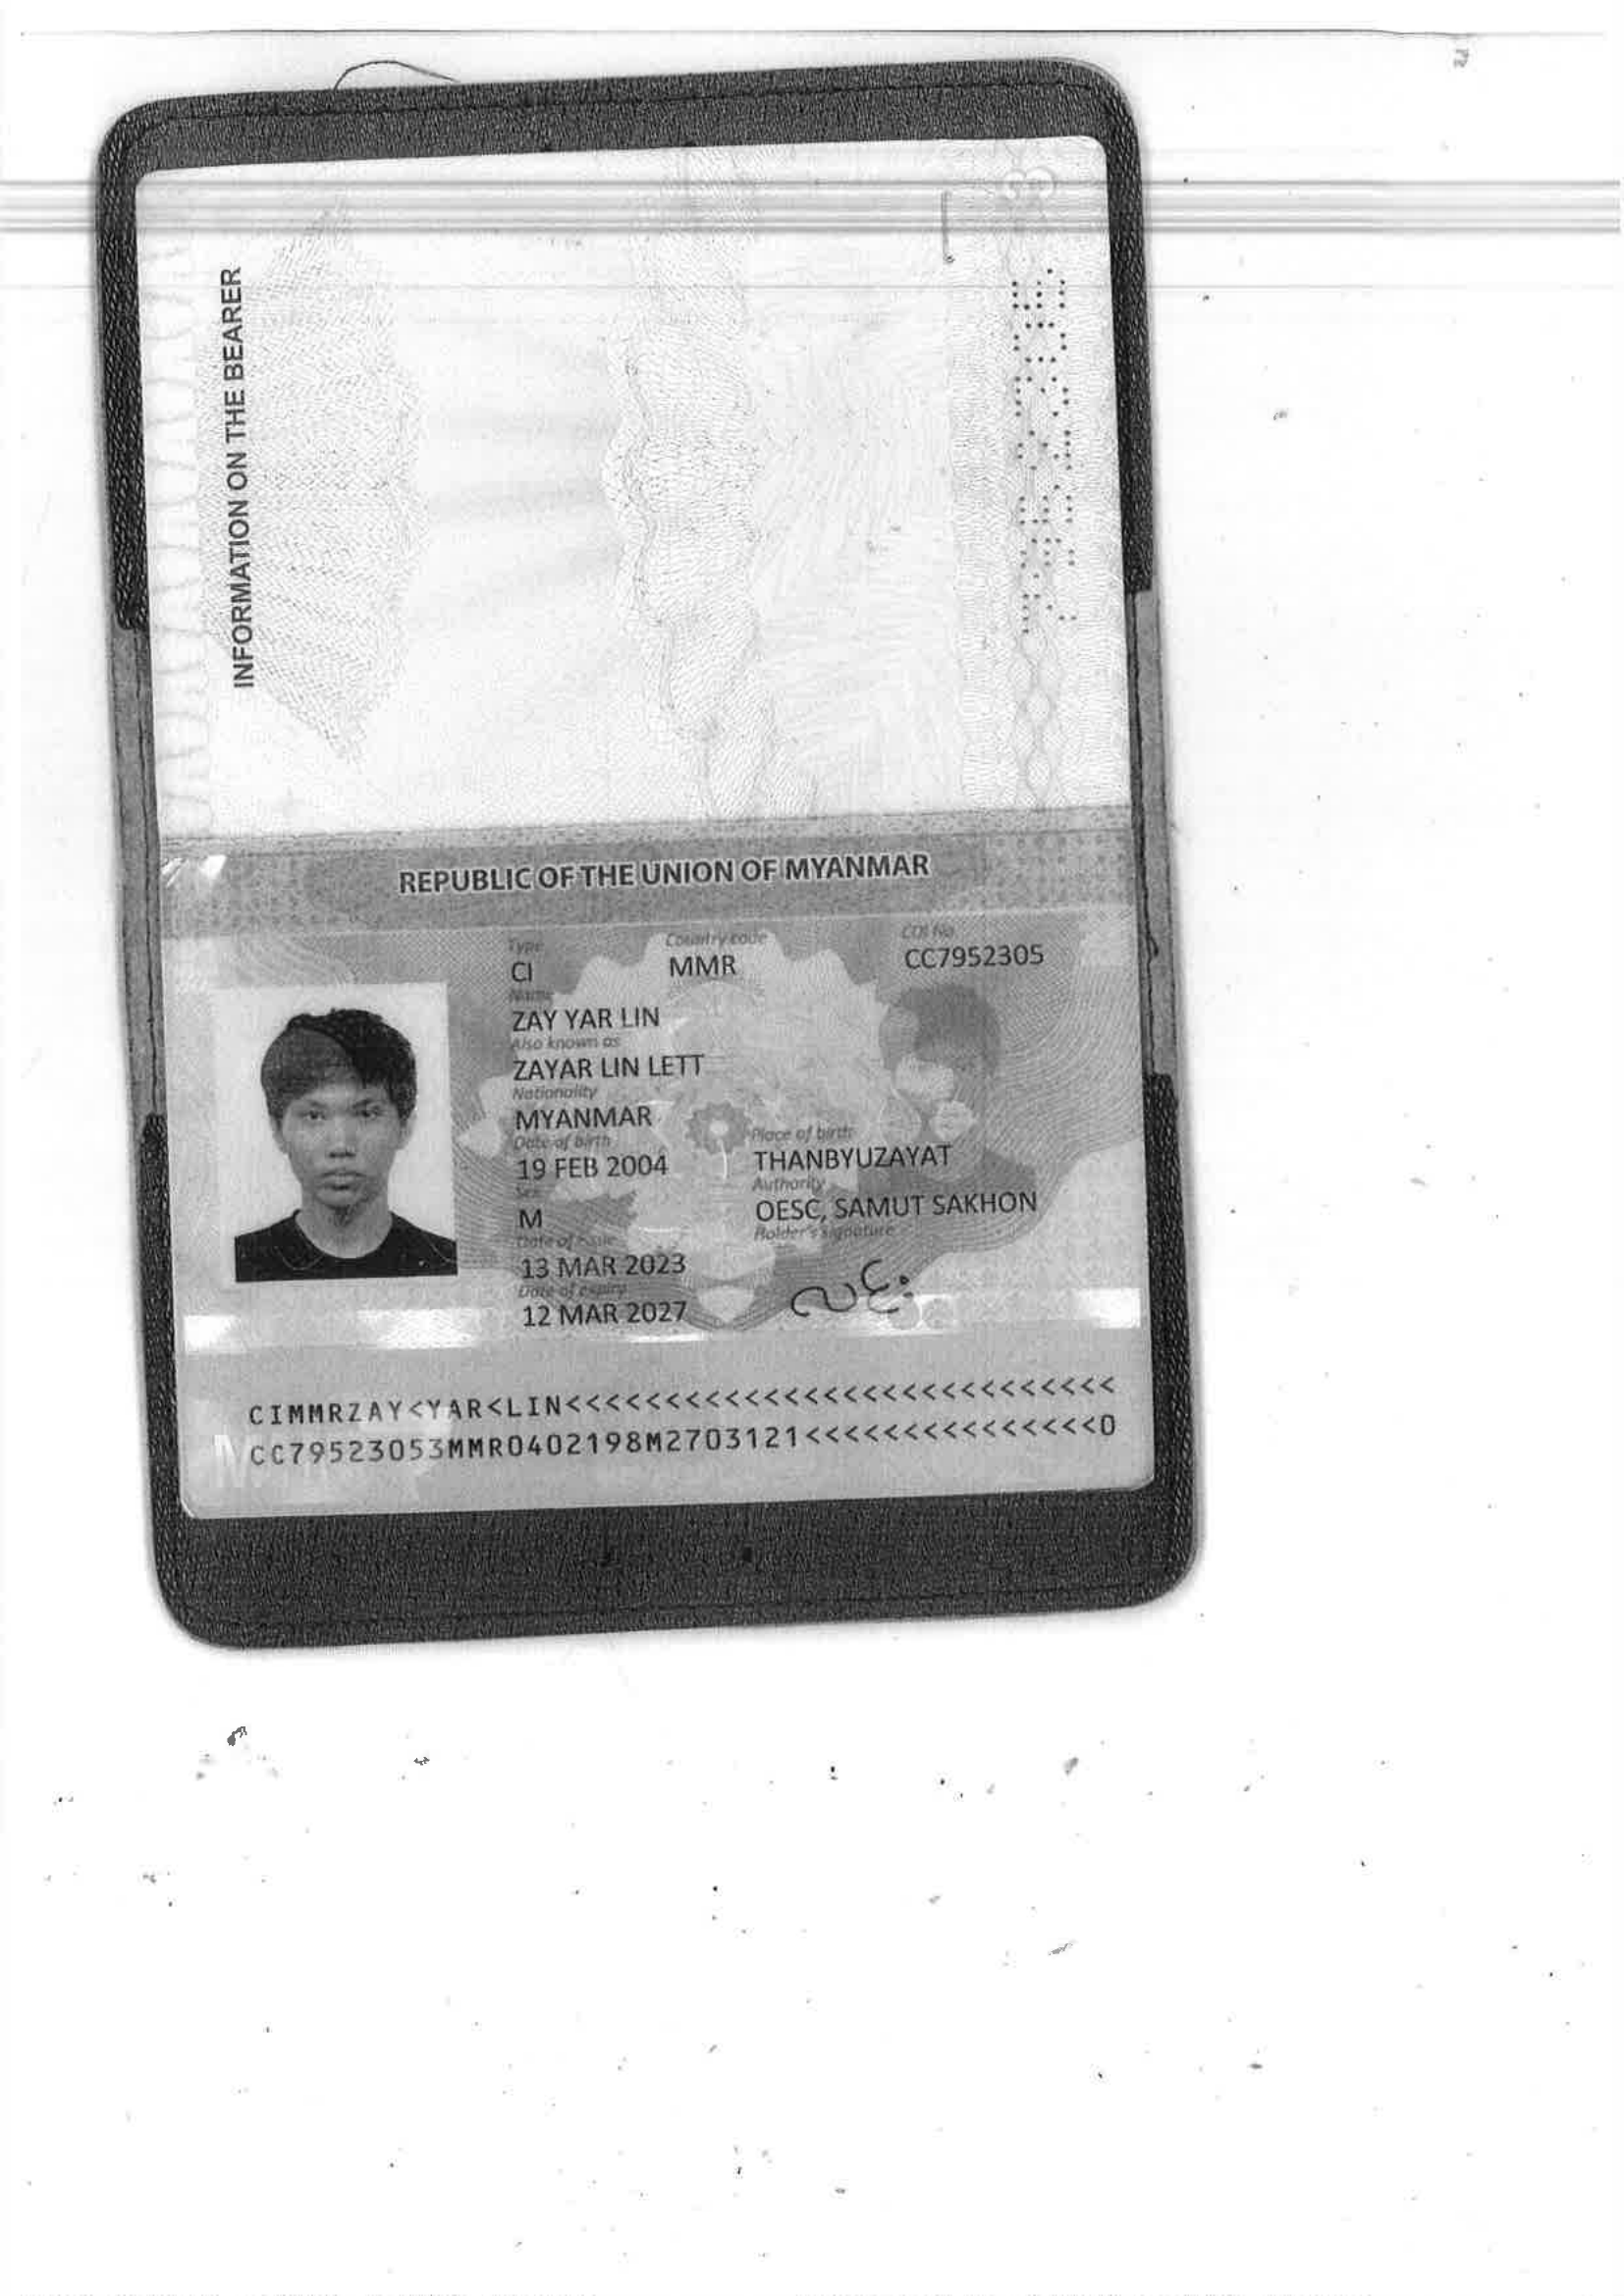 INFORMATION ON THE BEARER
REPUBLIC OF THE UNION OF MYANMAR
Type Country code COI No
CI MMR CC7952305
Name
ZAY YAR LIN
Also known as
ZAYAR LIN LETT
Nationality
MYANMAR
Date of birth Place of birth
19 FEB 2004 THANBYUZAYAT
Sex Authority
M OESC, SAMUT SAKHON
Date of issue Holder's signature
13 MAR 2023
Date of expiry
12 MAR 2027
လင်း
CIMMRZAY<YAR<LIN<<<<<<<<<<<<<<<<<<<<<<<<<<<<
CC79523053MMR0402198M2703121<<<<<<<<<<<<<<<0